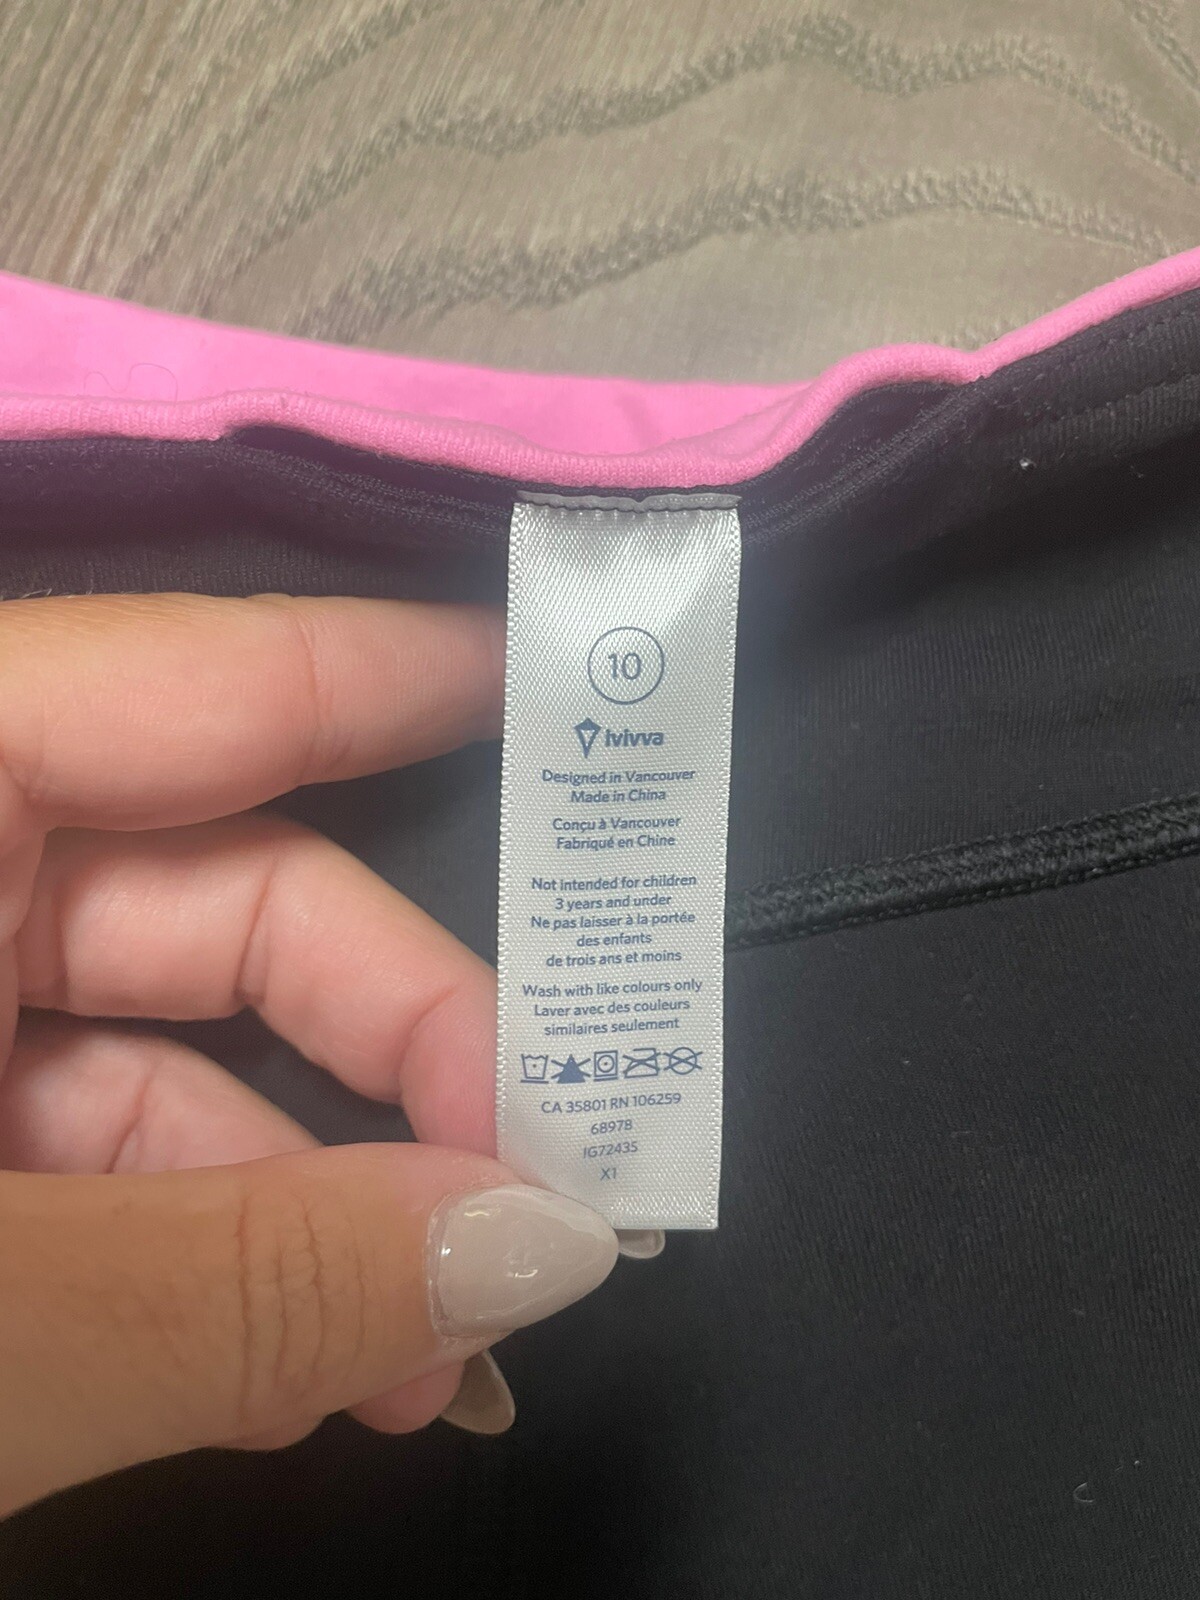 10
ivivva
Designed in Vancouver
Made in China
Conçu à Vancouver
Fabriqué en Chine
Not intended for children
3 years and under
Ne pas laisser à la portée
des enfants
de trois ans et moins
Wash with like colours only
Laver avec des couleurs
similaires seulement
CA 35801 RN 106259
68978
IG7243S
X1